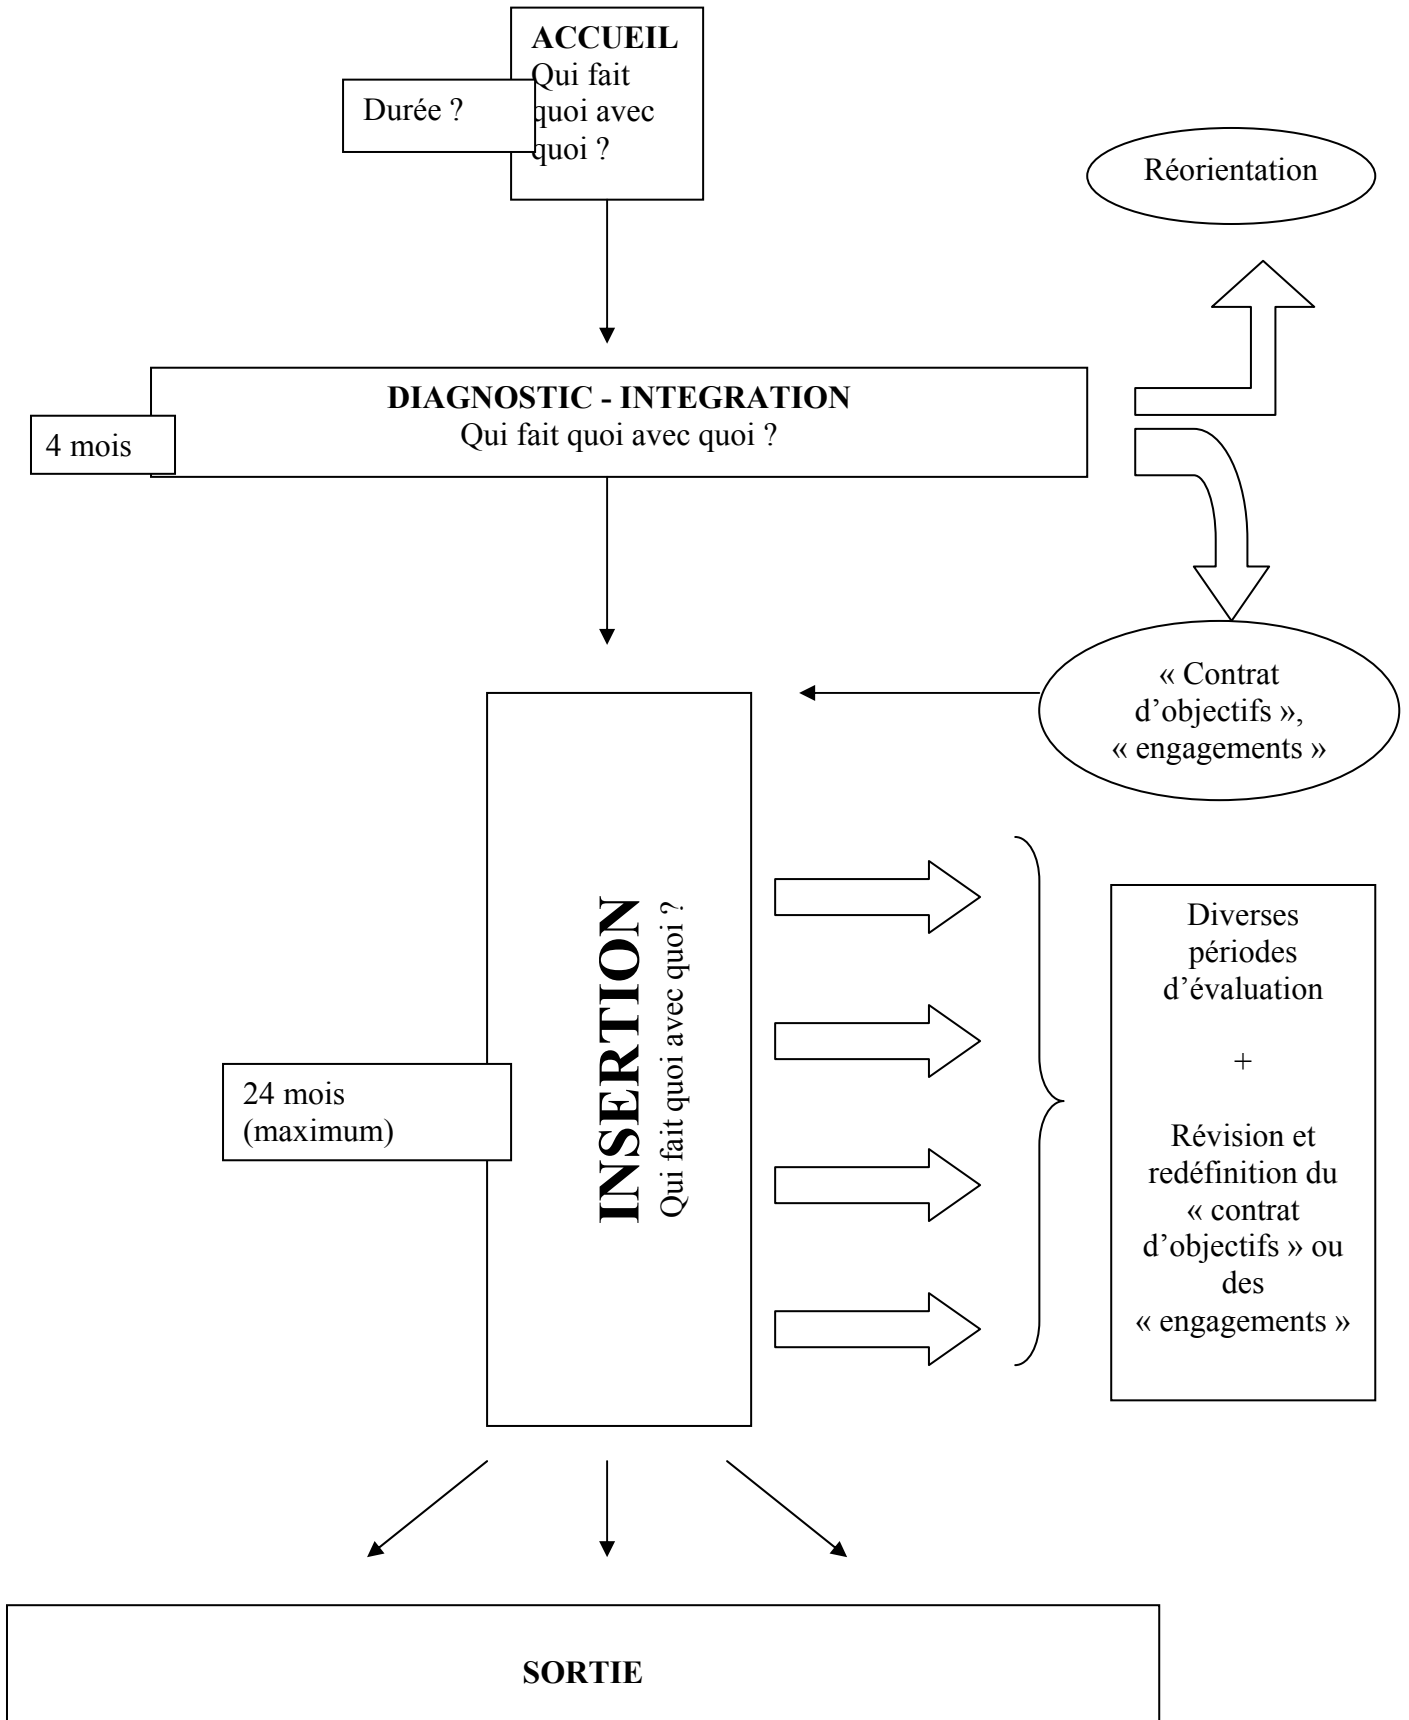 ACCUEIL
Qui fait
quoi avec
quoi ?
Durée ?
Réorientation
DIAGNOSTIC - INTEGRATION
Qui fait quoi avec quoi ?
4 mois
« Contrat
d’objectifs »,
« engagements »
INSERTION
Qui fait quoi avec quoi ?
24 mois
(maximum)
Diverses
périodes
d’évaluation
+
Révision et
redéfinition du
« contrat
d’objectifs » ou
des
« engagements »
SORTIE